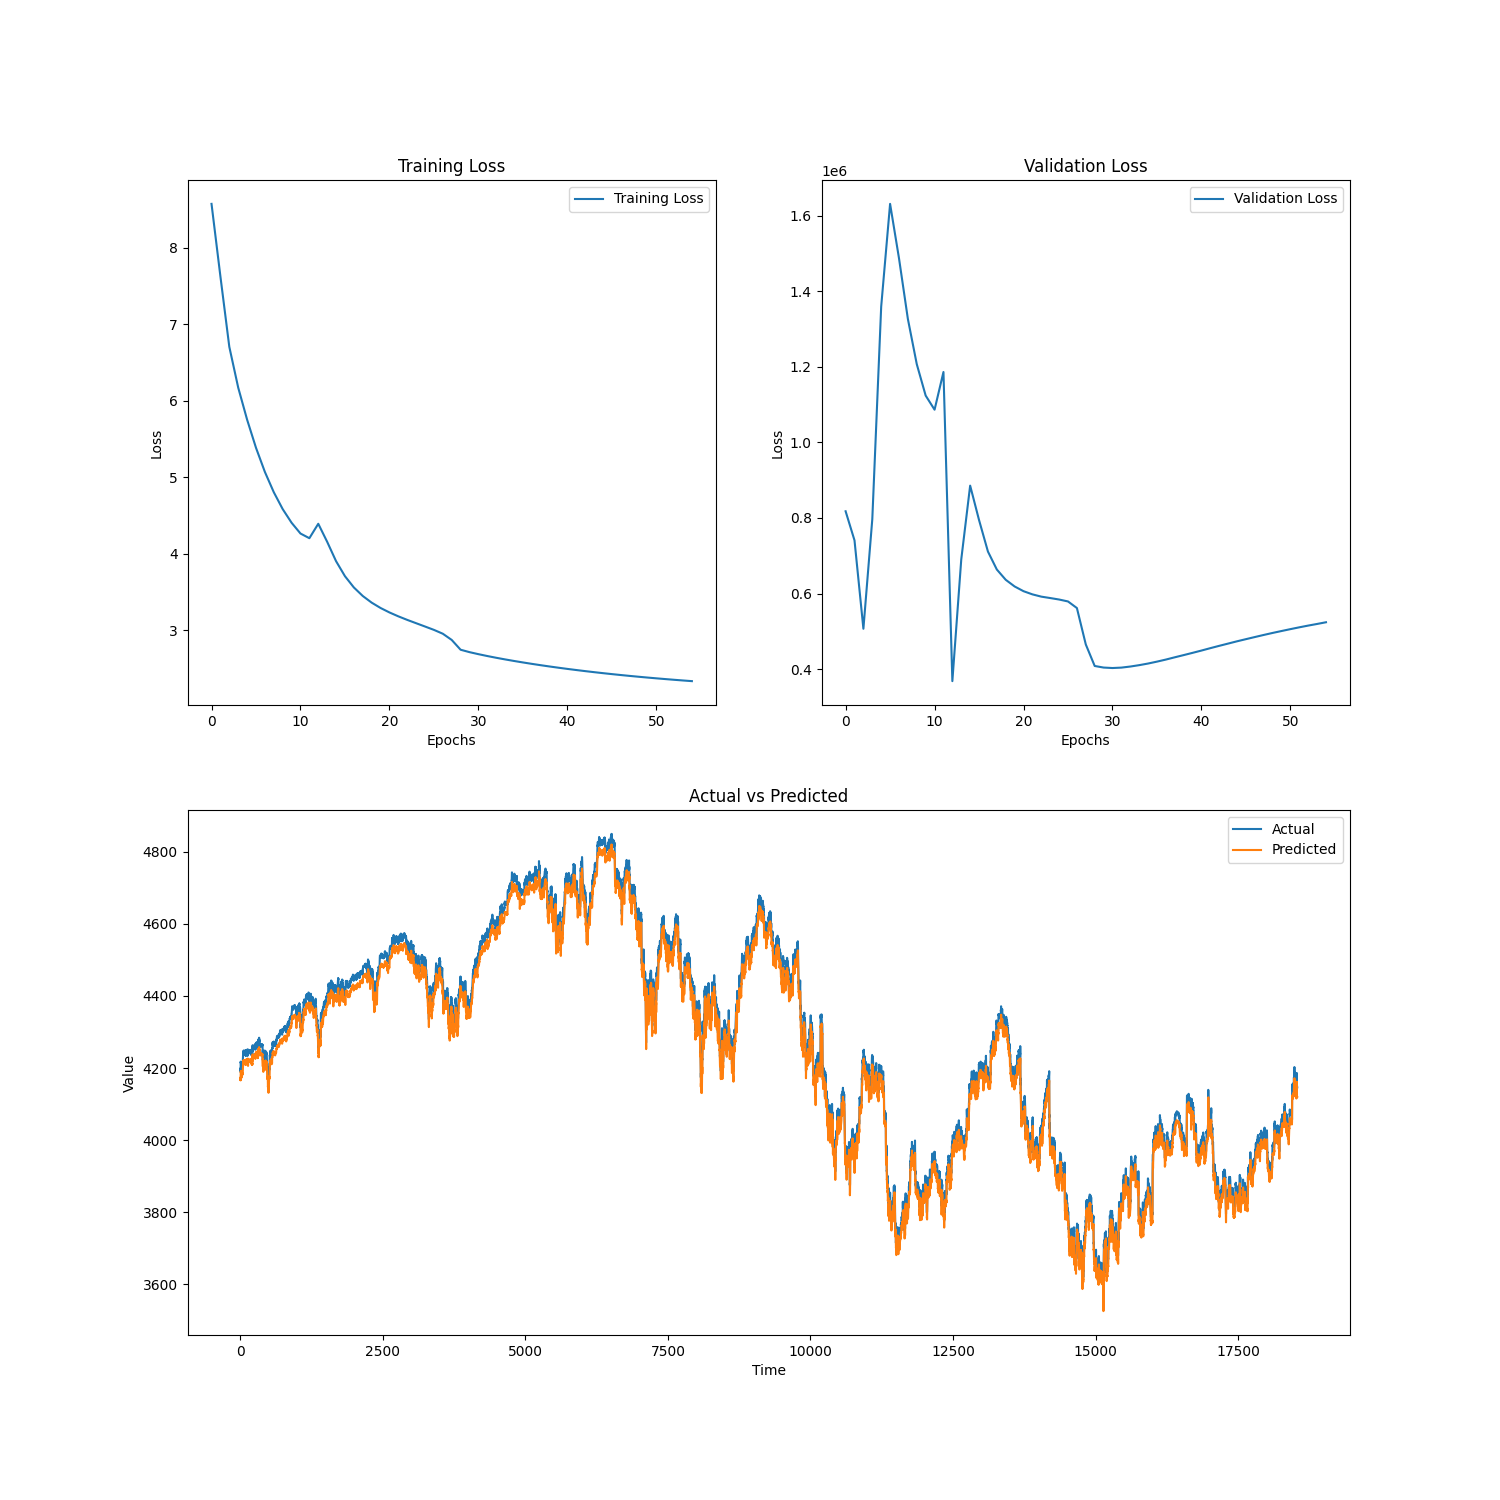 Training Loss
Training Loss
8
7
6
5
4
3
Loss
0 10 20 30 40 50
Epochs
Validation Loss
1e6
Validation Loss
1.6
1.4
1.2
1.0
0.8
0.6
0.4
Loss
0 10 20 30 40 50
Epochs
Actual vs Predicted
Actual
Predicted
4800
4600
4400
4200
4000
3800
3600
Value
0 2500 5000 7500 10000 12500 15000 17500
Time